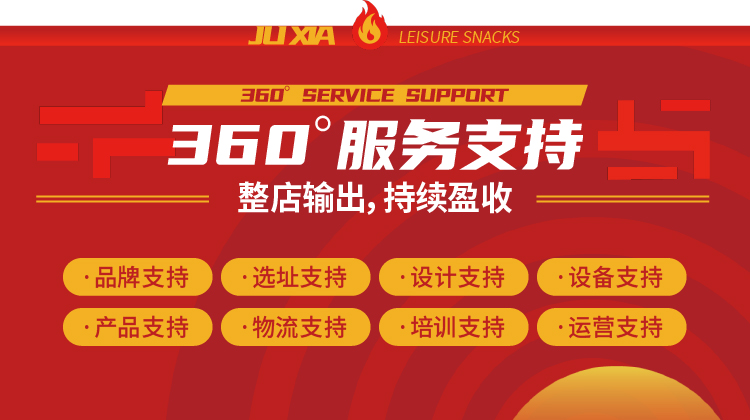 JU XIA LEISURE SNACKS
360° SERVICE SUPPORT
360°服务支持
整店输出，持续盈收
·品牌支持 ·选址支持 ·设计支持 ·设备支持
·产品支持 ·物流支持 ·培训支持 ·运营支持